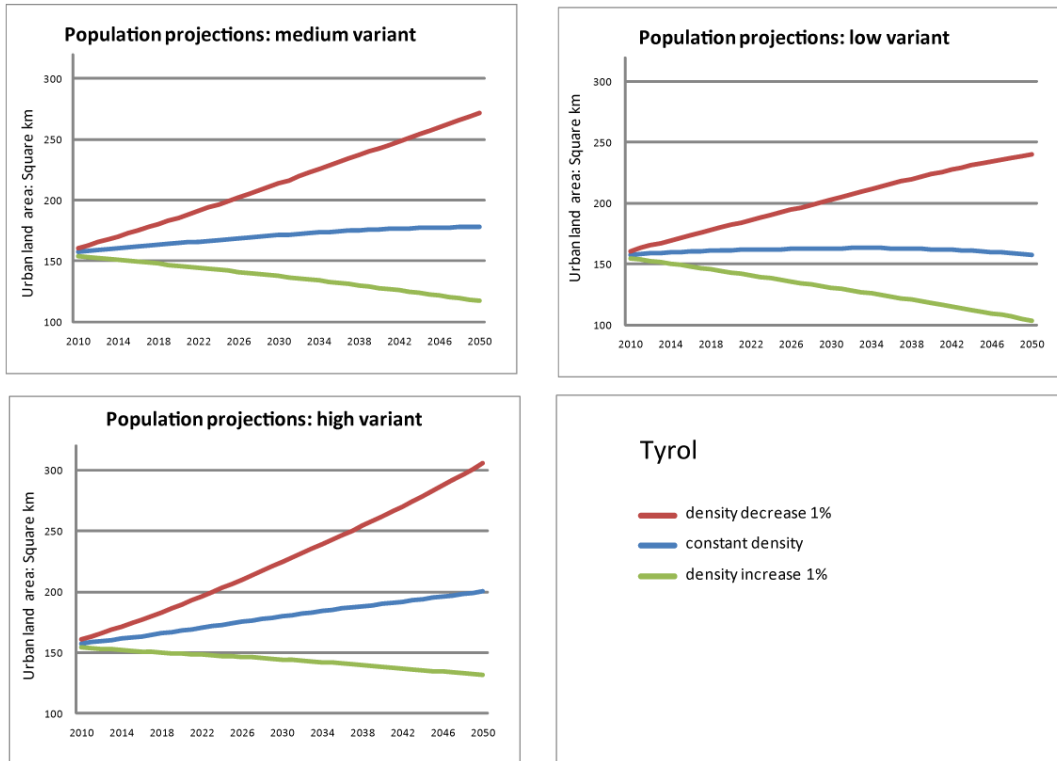 Population projections: medium variant
Urban land area: Square km
300
250
200
150
100
2010 2014 2018 2022 2026 2030 2034 2038 2042 2046 2050
Population projections: low variant
Urban land area: Square km
300
250
200
150
100
2010 2014 2018 2022 2026 2030 2034 2038 2042 2046 2050
Population projections: high variant
Urban land area: Square km
300
250
200
150
100
2010 2014 2018 2022 2026 2030 2034 2038 2042 2046 2050
Tyrol
density decrease 1%
constant density
density increase 1%